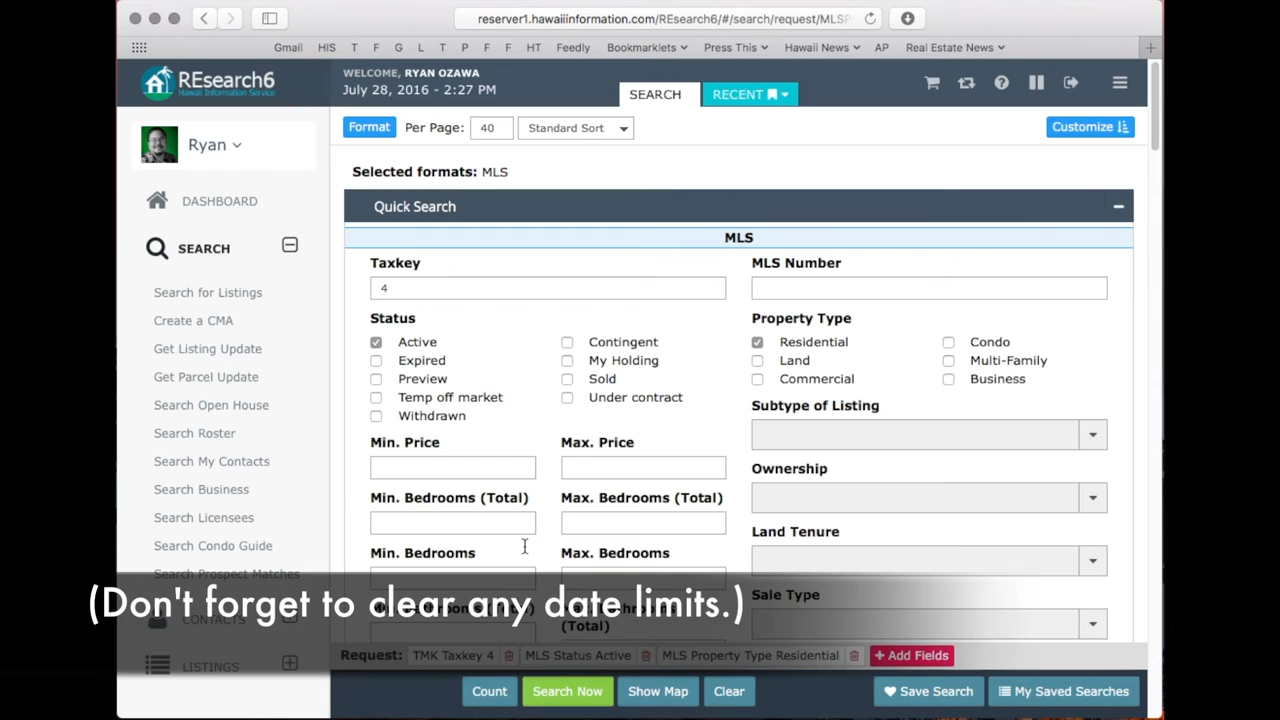 reserver1.hawaiiinformation.com/REsearch6/#/search/request/MLSP
Gmail HIS T F G L T P F F HT Feedly Bookmarklets Press This Hawaii News AP Real Estate News
REsearch6
Hawaii Information Service
WELCOME, RYAN OZAWA
July 28, 2016 - 2:27 PM
SEARCH RECENT
Ryan
DASHBOARD
SEARCH
Search for Listings
Create a CMA
Get Listing Update
Get Parcel Update
Search Open House
Search Roster
Search My Contacts
Search Business
Search Licensees
Search Condo Guide
Search Prospect Matches
CONTACTS
LISTINGS
Format Per Page: 40 Standard Sort Customize
Selected formats: MLS
Quick Search
MLS
Taxkey
4
MLS Number
Status
Active Contingent
Expired My Holding
Preview Sold
Temp off market Under contract
Withdrawn
Property Type
Residential Condo
Land Multi-Family
Commercial Business
Min. Price Max. Price
Min. Bedrooms (Total) Max. Bedrooms (Total)
Min. Bedrooms Max. Bedrooms
(Total)
Subtype of Listing
Ownership
Land Tenure
Sale Type
(Don't forget to clear any date limits.)
Request: TMK Taxkey 4 MLS Status Active MLS Property Type Residential + Add Fields
Count Search Now Show Map Clear Save Search My Saved Searches